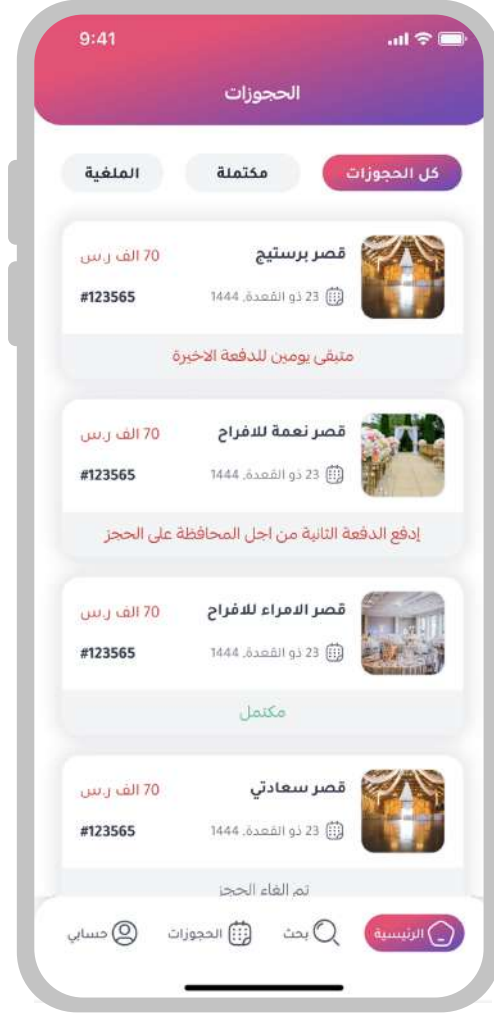 9:41
الحجوزات
كل الحجوزات
مكتملة
الملغية
قصر برستيج
70 الف ر.س
23 ذو القعدة, 1444
#123565
متبقى يومين للدفعة الاخيرة
قصر نعمة للافراح
70 الف ر.س
23 ذو القعدة, 1444
#123565
إدفع الدفعة الثانية من اجل المحافظة على الحجز
قصر الامراء للافراح
70 الف ر.س
23 ذو القعدة, 1444
#123565
مكتمل
قصر سعادتي
70 الف ر.س
23 ذو القعدة, 1444
#123565
تم الغاء الحجز
الرئيسية
بحث
الحجوزات
حسابي